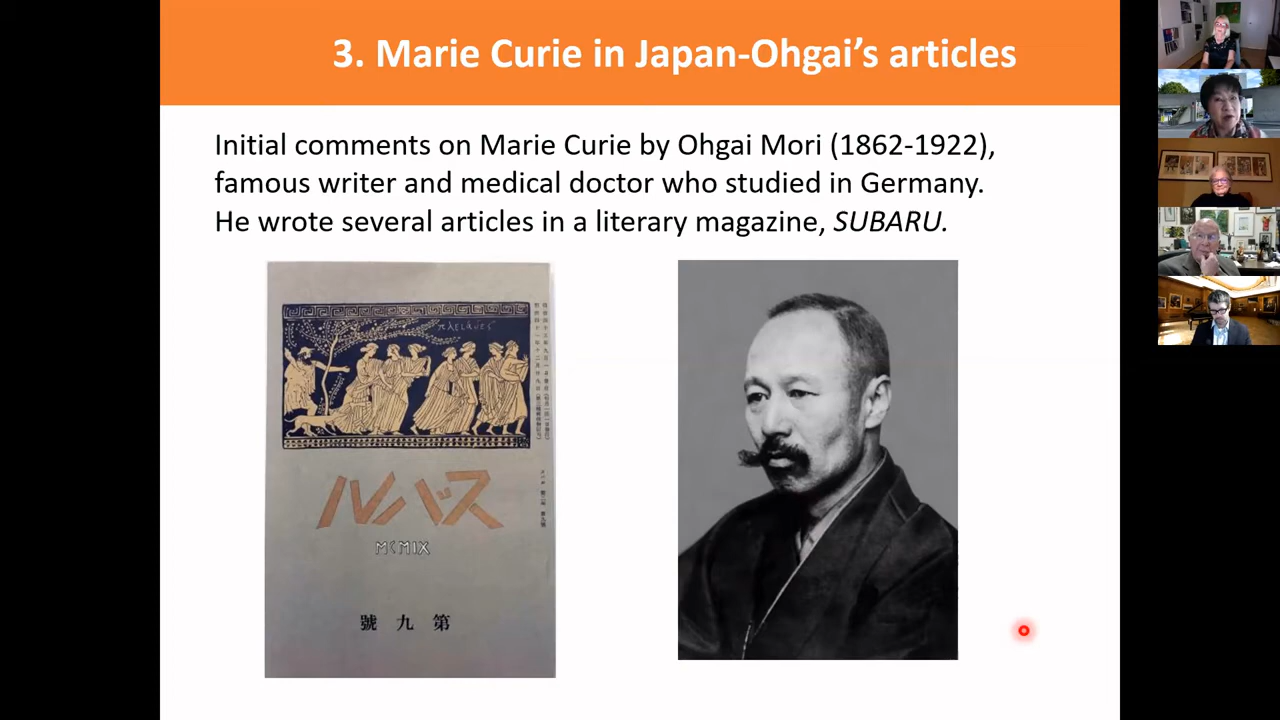 3. Marie Curie in Japan-Ohgai's articles
Initial comments on Marie Curie by Ohgai Mori (1862-1922),
famous writer and medical doctor who studied in Germany.
He wrote several articles in a literary magazine, SUBARU.
ルバス
MCMIX
號九第